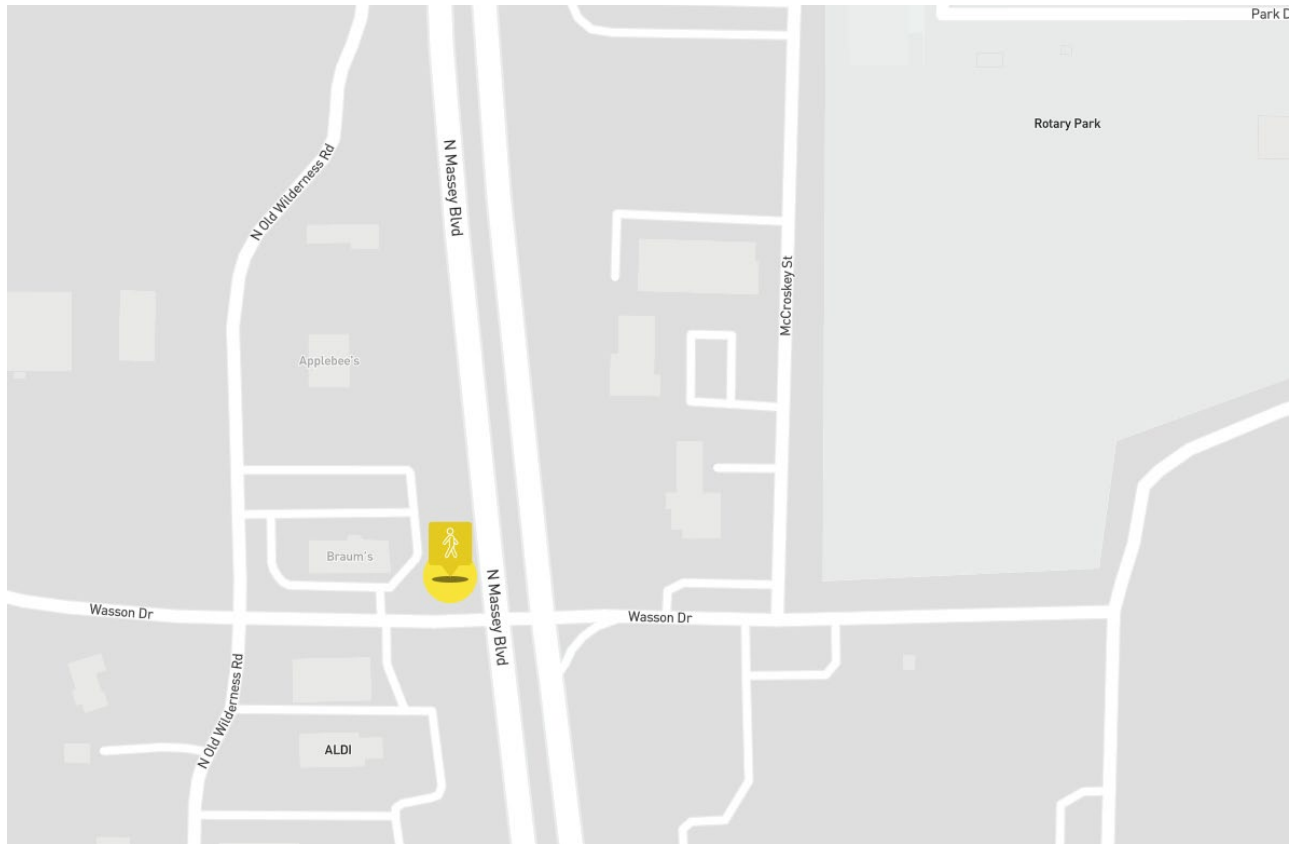 Park D
Rotary Park
N Massey Blvd
N Old Wilderness Rd
McCroskey St
Applebee's
Braum's
N Massey Blvd
Wasson Dr
Wasson Dr
N Old Wilderness Rd
ALDI